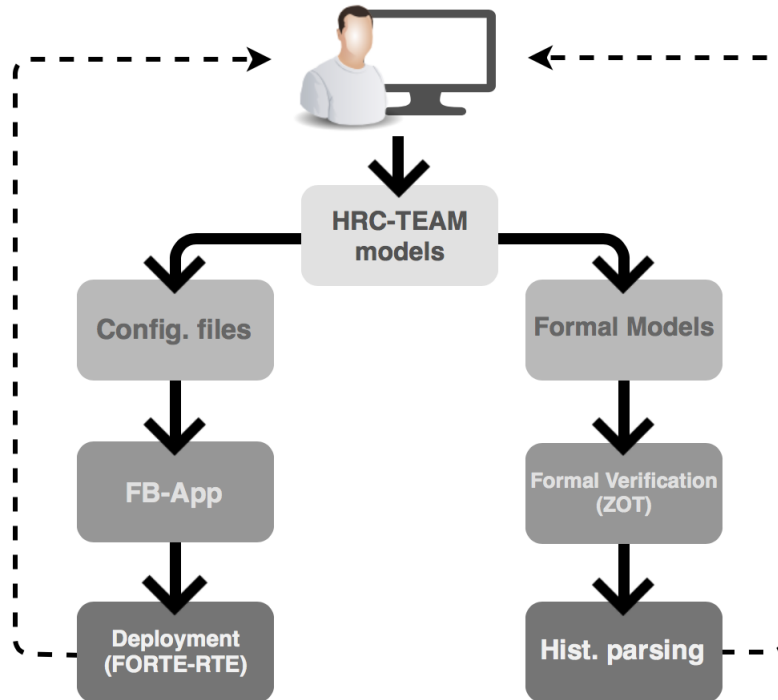 HRC-TEAM
models
Config. files
Formal Models
FB-App
Formal Verification
(ZOT)
Deployment
(FORTE-RTE)
Hist. parsing